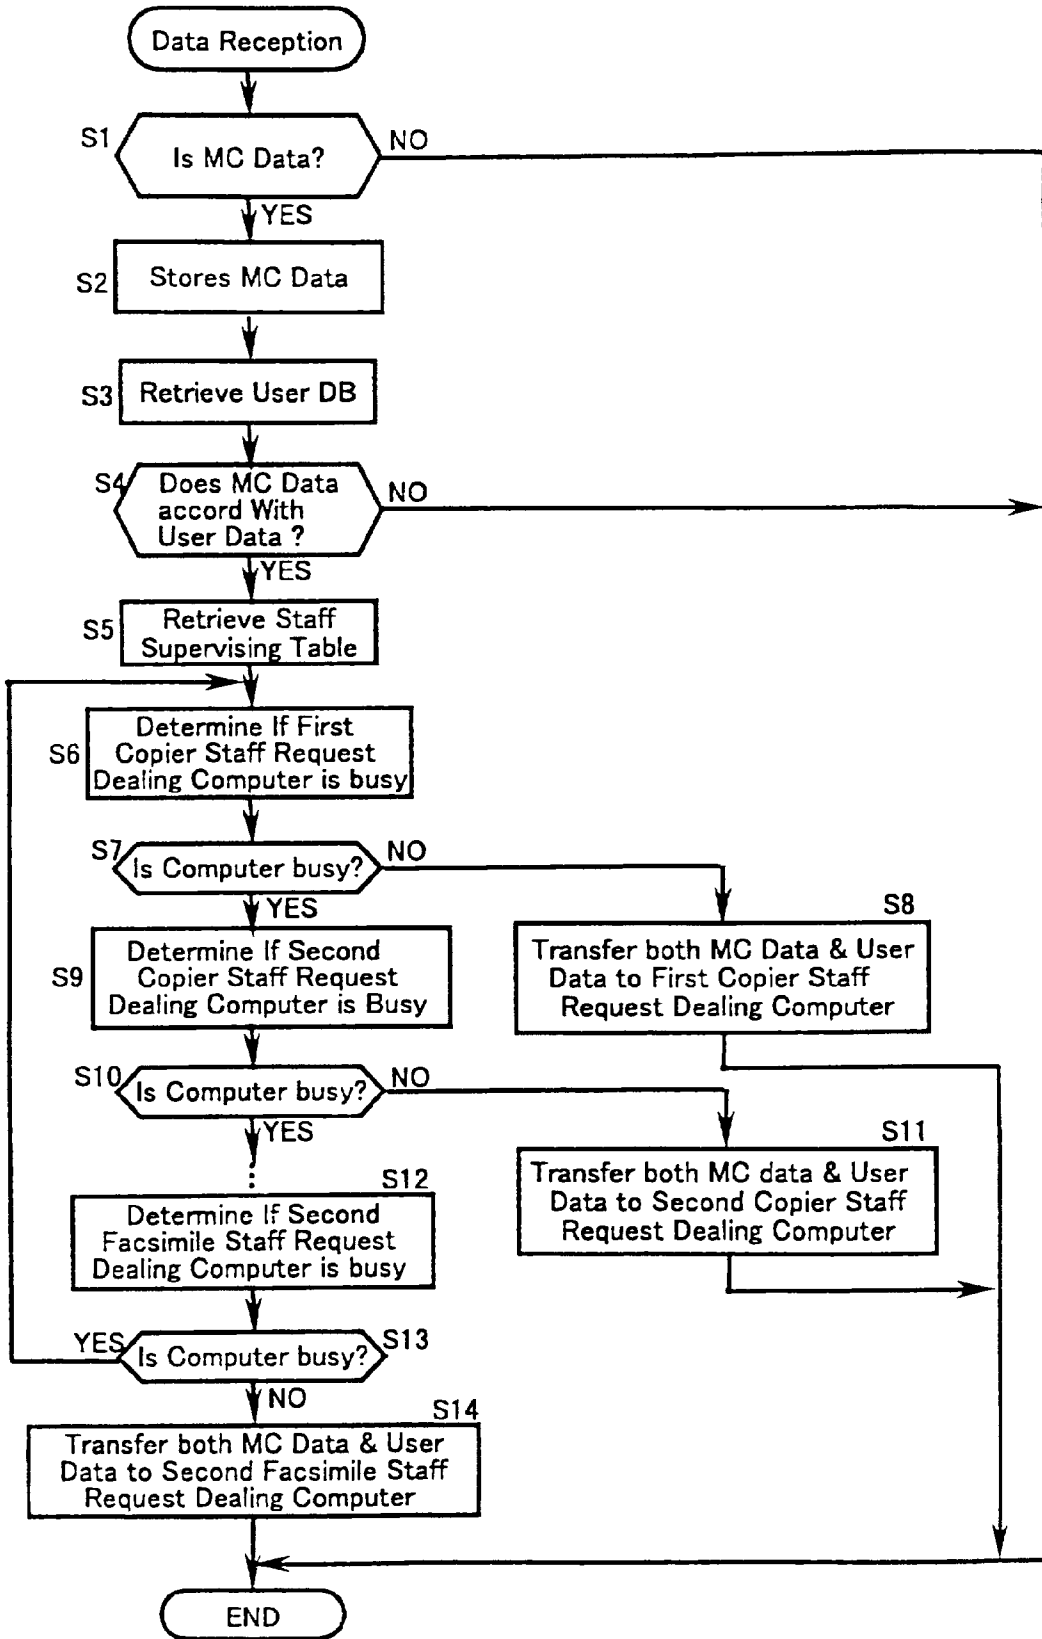 Data Reception
S1
Is MC Data?
NO
YES
S2
Stores MC Data
S3
Retrieve User DB
S4
Does MC Data
accord With
User Data ?
NO
YES
S5
Retrieve Staff
Supervising Table
S6
Determine If First
Copier Staff Request
Dealing Computer is busy
S7
Is Computer busy?
NO
YES
S8
Transfer both MC Data & User
Data to First Copier Staff
Request Dealing Computer
S9
Determine If Second
Copier Staff Request
Dealing Computer is Busy
S10
Is Computer busy?
NO
YES
S11
Transfer both MC data & User
Data to Second Copier Staff
Request Dealing Computer
S12
Determine If Second
Facsimile Staff Request
Dealing Computer is busy
YES
Is Computer busy?
S13
NO
S14
Transfer both MC Data & User
Data to Second Facsimile Staff
Request Dealing Computer
END